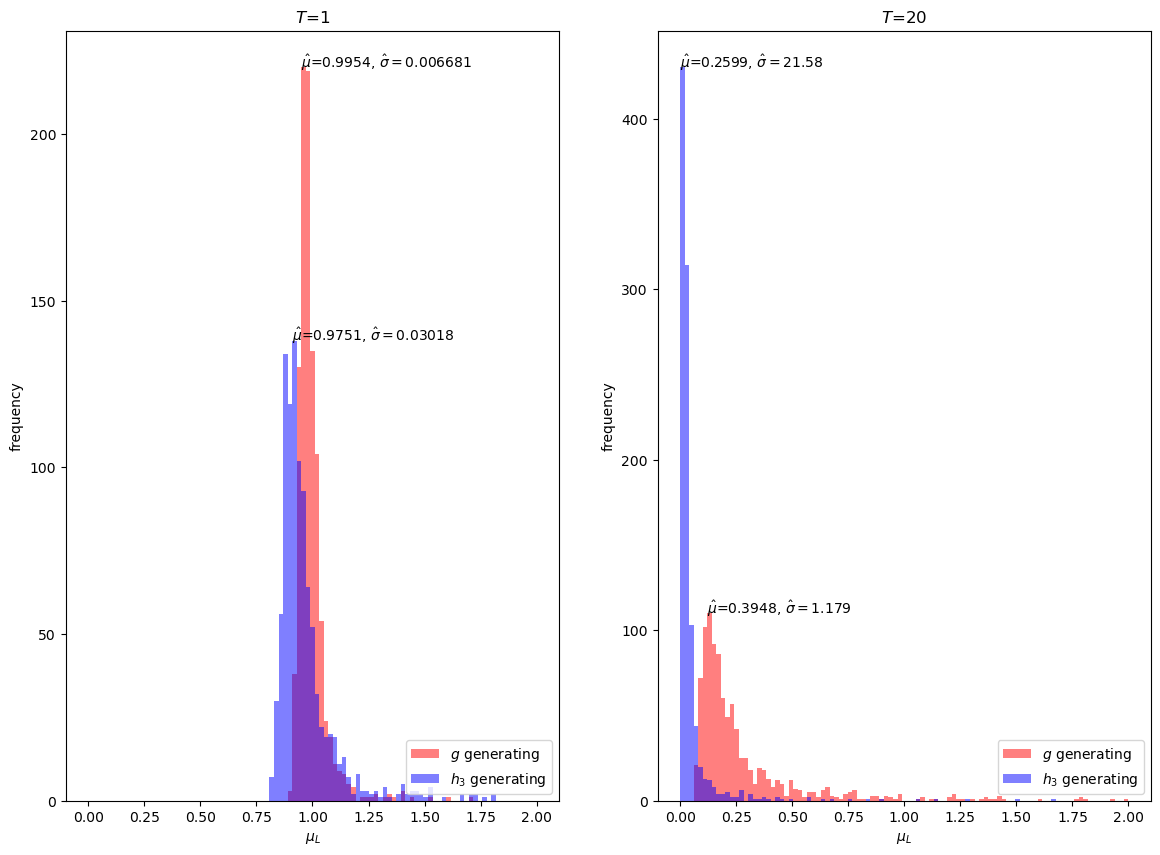 T=1
μ̂=0.9954, σ̂ = 0.006681
μ̂=0.9751, σ̂ = 0.03018
frequency
200
150
100
50
0
0.00 0.25 0.50 0.75 1.00 1.25 1.50 1.75 2.00
μ_L
g generating
h₃ generating
T=20
μ̂=0.2599, σ̂ = 21.58
μ̂=0.3948, σ̂ = 1.179
frequency
400
300
200
100
0
0.00 0.25 0.50 0.75 1.00 1.25 1.50 1.75 2.00
μ_L
g generating
h₃ generating